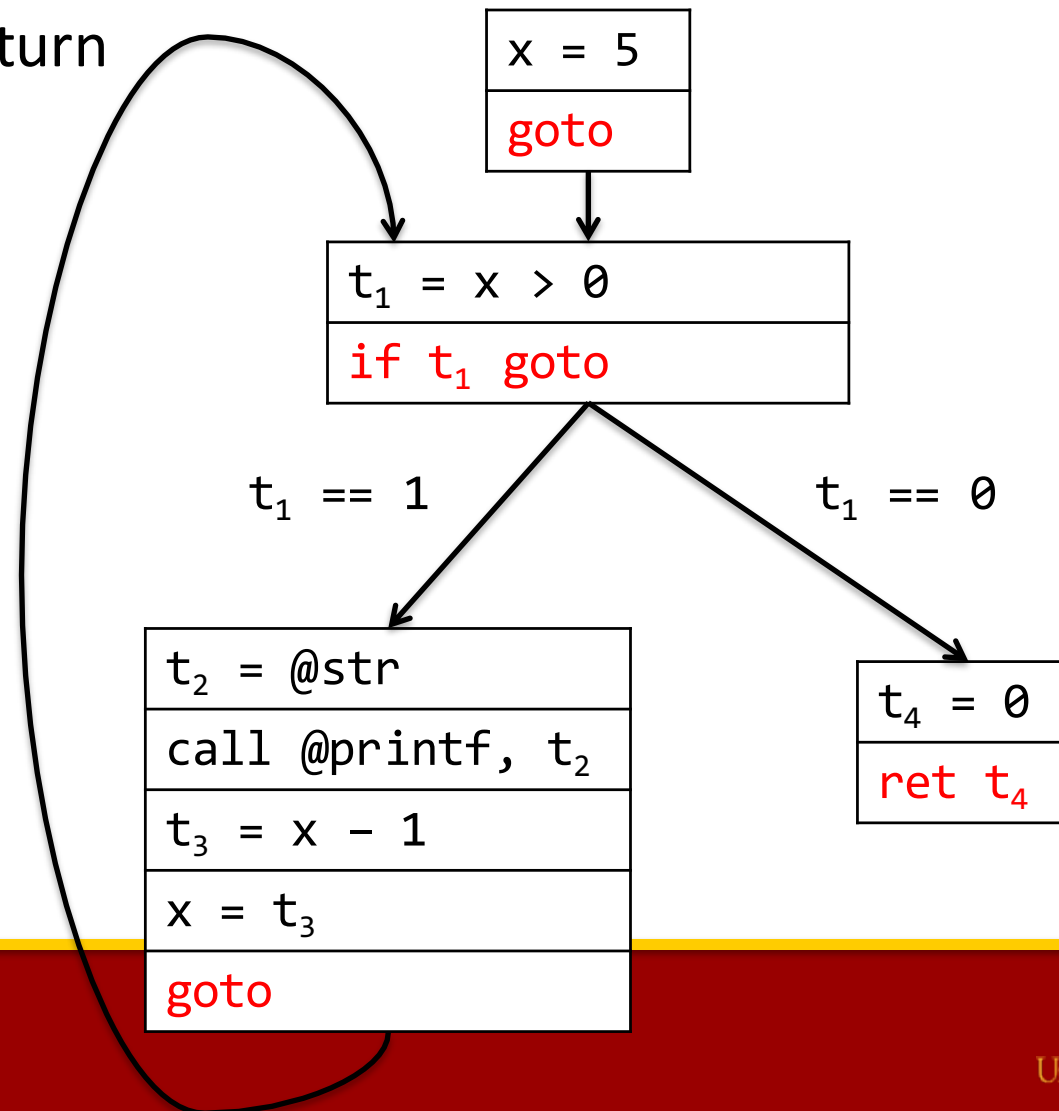 turn
x = 5
goto
t₁ = x > 0
if t₁ goto
t₁ == 1
t₁ == 0
t₂ = @str
call @printf, t₂
t₃ = x – 1
x = t₃
goto
t₄ = 0
ret t₄
U